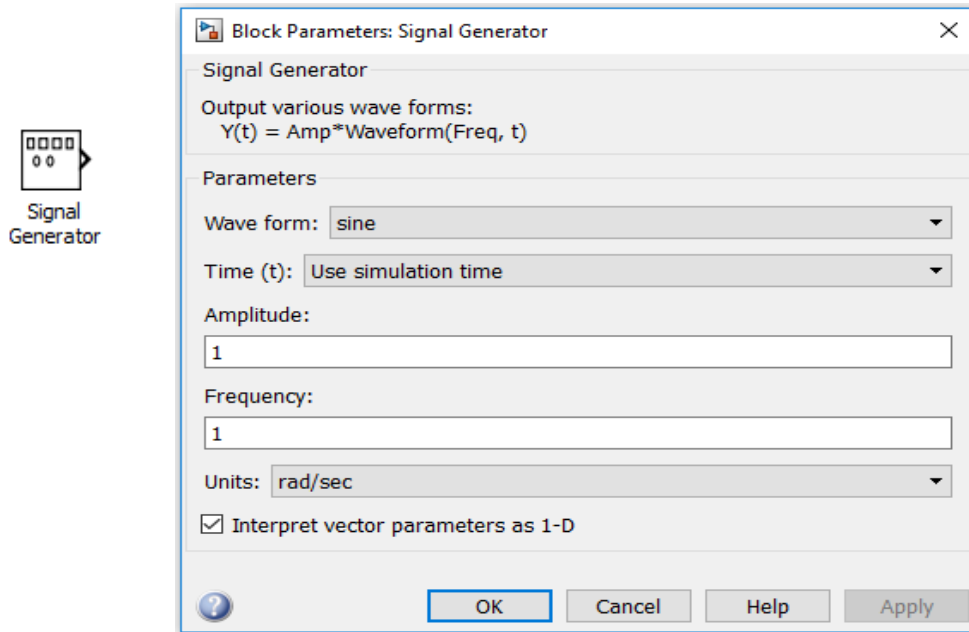 Block Parameters: Signal Generator
Signal Generator
Output various wave forms:
Y(t) = Amp*Waveform(Freq, t)
Signal
Generator
Parameters
Wave form: sine
Time (t): Use simulation time
Amplitude:
1
Frequency:
1
Units: rad/sec
Interpret vector parameters as 1-D
OK Cancel Help Apply